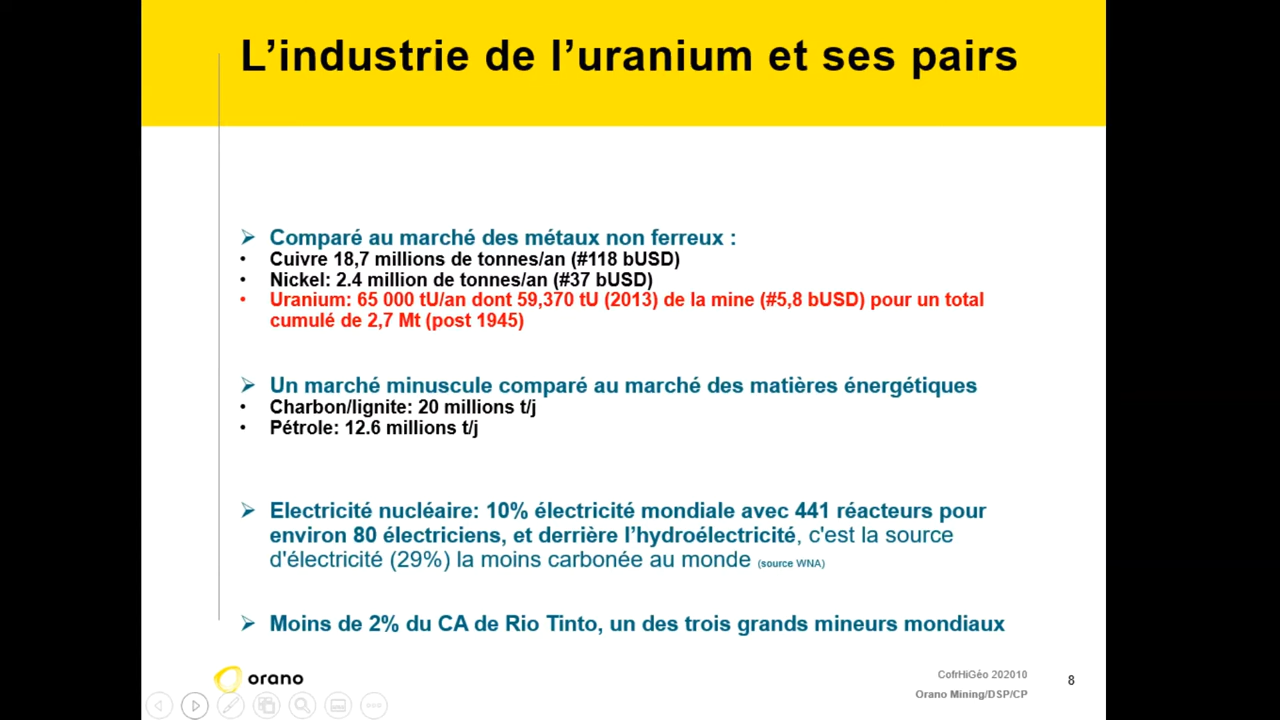 L’industrie de l’uranium et ses pairs
➢ Comparé au marché des métaux non ferreux :
• Cuivre 18,7 millions de tonnes/an (#118 bUSD)
• Nickel: 2.4 million de tonnes/an (#37 bUSD)
• Uranium: 65 000 tU/an dont 59,370 tU (2013) de la mine (#5,8 bUSD) pour un total
cumulé de 2,7 Mt (post 1945)
➢ Un marché minuscule comparé au marché des matières énergétiques
• Charbon/lignite: 20 millions t/j
• Pétrole: 12.6 millions t/j
➢ Electricité nucléaire: 10% électricité mondiale avec 441 réacteurs pour
environ 80 électriciens, et derrière l’hydroélectricité, c'est la source
d'électricité (29%) la moins carbonée au monde (source WNA)
➢ Moins de 2% du CA de Rio Tinto, un des trois grands mineurs mondiaux
orano
CofrHiGéo 202010
Orano Mining/DSP/CP
8